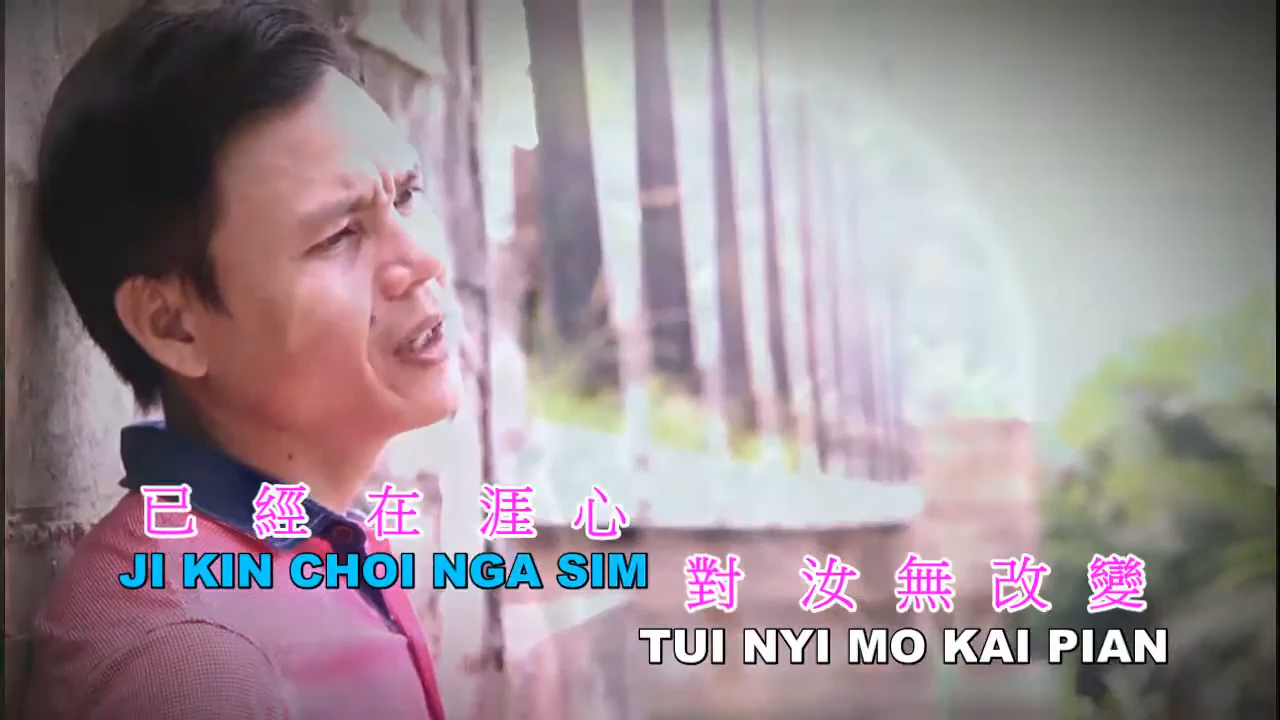 已 經 在 涯 心
JI KIN CHOI NGA SIM
對 汝 無 改 變
TUI NYI MO KAI PIAN